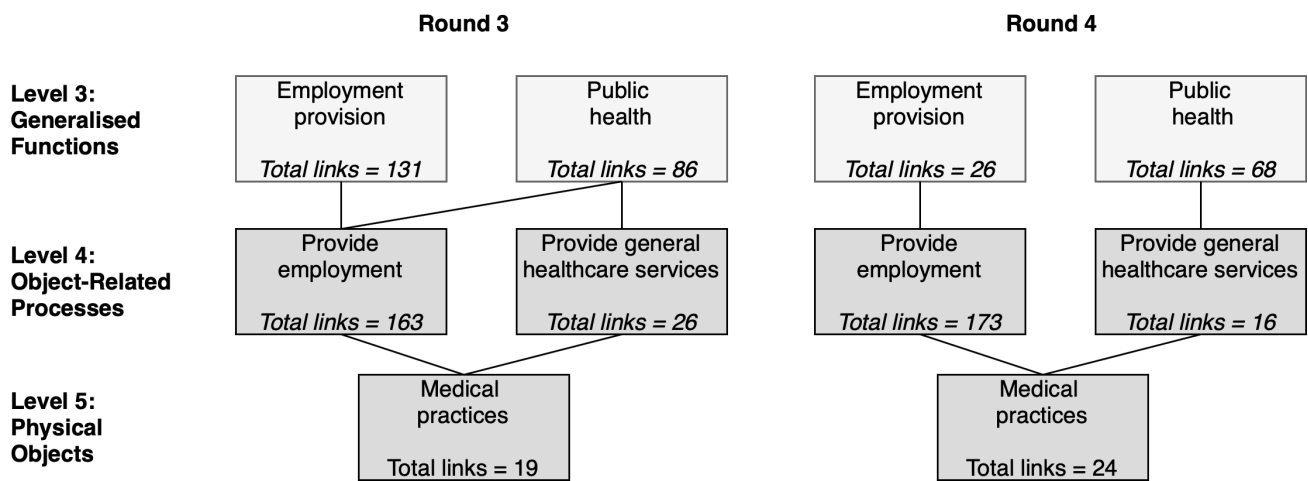 Round 3
Round 4
Level 3:
Generalised
Functions
Employment
provision
Total links = 131
Public
health
Total links = 86
Employment
provision
Total links = 26
Public
health
Total links = 68
Level 4:
Object-Related
Processes
Provide
employment
Total links = 163
Provide general
healthcare services
Total links = 26
Provide
employment
Total links = 173
Provide general
healthcare services
Total links = 16
Level 5:
Physical
Objects
Medical
practices
Total links = 19
Medical
practices
Total links = 24